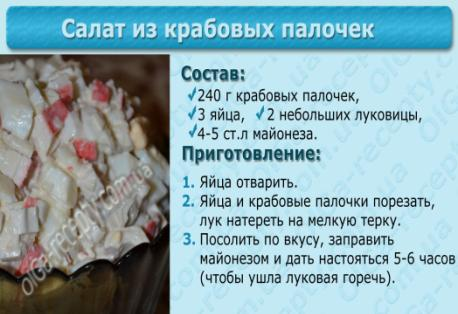 Салат из крабовых палочек
Состав:
240 г крабовых палочек,
3 яйца, 2 небольших луковицы,
4-5 ст.л майонеза.
Приготовление:
1. Яйца отварить.
2. Яйца и крабовые палочки порезать,
лук натереть на мелкую терку.
3. Посолить по вкусу, заправить
майонезом и дать настояться 5-6 часов
(чтобы ушла луковая горечь).
olga-recepty.com.ua